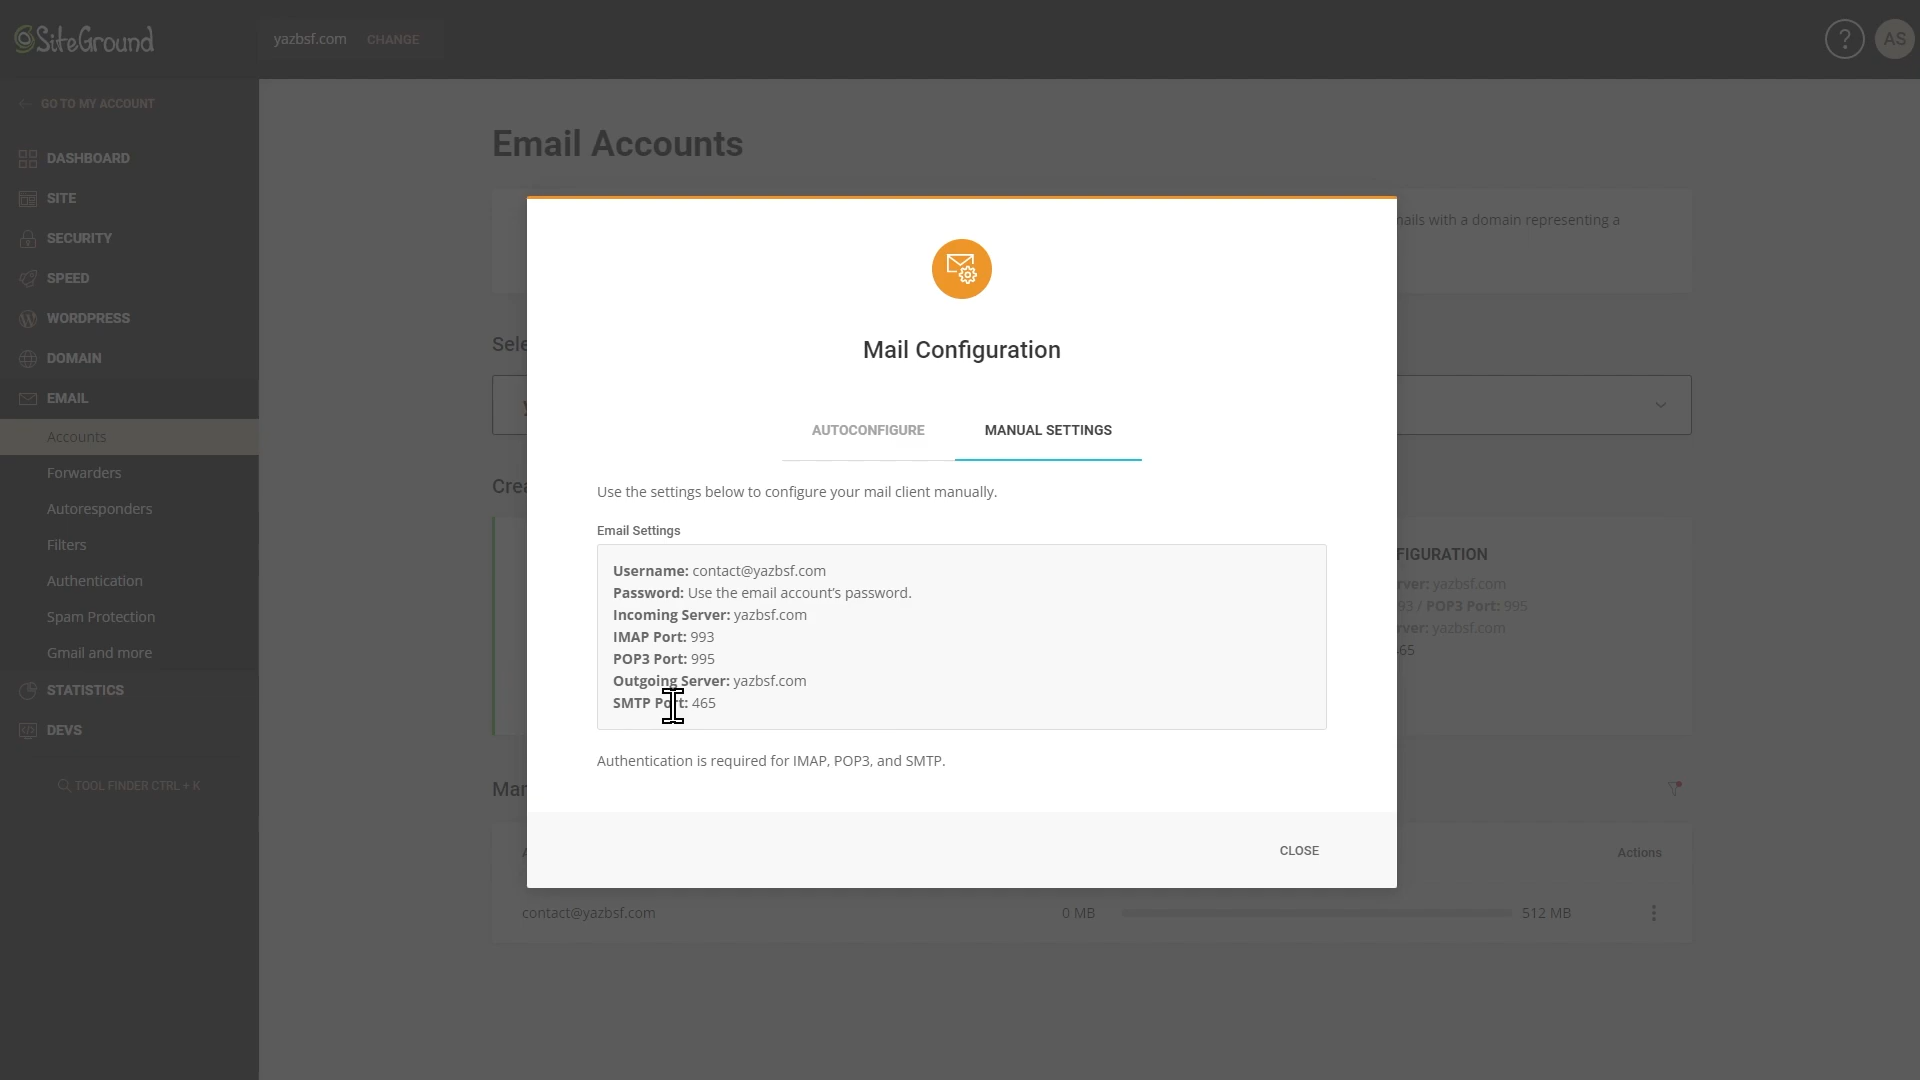 SiteGround
yazbsf.com CHANGE
?
AS
GO TO MY ACCOUNT
DASHBOARD
SITE
SECURITY
SPEED
WORDPRESS
DOMAIN
EMAIL
Accounts
Forwarders
Autoresponders
Filters
Authentication
Spam Protection
Gmail and more
STATISTICS
DEVS
TOOL FINDER CTRL + K
Email Accounts
mails with a domain representing a
Sele
Crea
Mail Configuration
AUTOCONFIGURE MANUAL SETTINGS
Use the settings below to configure your mail client manually.
Email Settings
Username: contact@yazbsf.com
Password: Use the email account's password.
Incoming Server: yazbsf.com
IMAP Port: 993
POP3 Port: 995
Outgoing Server: yazbsf.com
SMTP Port: 465
Authentication is required for IMAP, POP3, and SMTP.
CLOSE
FIGURATION
rver: yazbsf.com
93 / POP3 Port: 995
rver: yazbsf.com
465
Man
Actions
contact@yazbsf.com 0 MB 512 MB